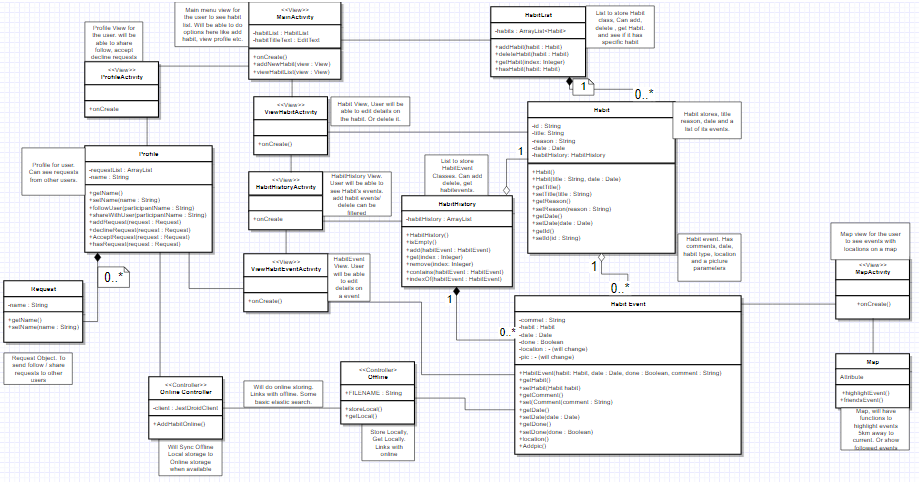 Main menu view for
the user to see habit
list. Will be able to do
options here like add
habit, view profile etc.
<<View>>
MainActivity
-habitList : HabitList
-habitTitleText : EditText
+onCreate()
+addNewHabit(view : View)
+viewHabitList(view : View)
HabitList
-habits : ArrayList<Habit>
+addHabit(habit : Habit)
+deleteHabit(habit : Habit)
+getHabit(index: Integer)
+hasHabit(habit: Habit)
List to store Habit
class, Can add,
delete , get Habit,
and see if it has
specific habit
Profile View for
the user. will be
able to share
follow, accept
decline requests
<<View>>
ProfileActivity
+onCreate
1
0..*
<<View>>
ViewHabitActivity
+onCreate()
Habit View, User will be
able to edit details on
the habit. Or delete it.
Habit
-id : String
-title: String
-reason : String
-date : Date
-habitHistory: HabitHistory
+Habit()
+Habit(title : String, date : Date)
+getTitle()
+setTitle(title : String)
+getReason()
+setReason(reason : String)
+getDate()
+setDate(date : Date)
+getId()
+setId(id : String)
Habit stores, title
reason, date and a
list of its events.
Profile for user.
Can see requests
from other users.
Profile
-requestList : ArrayList
-name : String
+getName()
+setName(name : String)
+followUser(participantName : String)
+shareWithUser(participantName : String)
+addRequest(request : Request)
+declineRequest(request : Request)
+AcceptRequest(request : Request)
+hasRequest(request : Request)
0..*
<<View>>
HabitHistoryActivity
+onCreate
HabitHistory View.
User will be able to
see Habit's events.
add habit events/
delete can be
filtered
List to store
HabitEvent
Classes. Can add
delete, get
habitevents.
1
HabitHistory
-habitHistory : ArrayList
+HabitHistory()
+isEmpty()
+add(habitEvent : HabitEvent)
+get(index : Integer)
+remove(index: Integer)
+contains(habitEvent : HabitEvent)
+indexOf(habitEvent : HabitEvent)
1
0..*
<<View>>
ViewHabitEventActivity
+onCreate()
HabitEvent
View. User
will be able
to edit
details on
a event
1
0..*
Habit event. Has
comments, date,
habit type, location
and a picture
parameters
Map view for the user
to see events with
locations on a map
<<View>>
MapActivity
+onCreate()
Request
-name : String
+getName()
+setName(name : String)
Request Object. To
send follow / share
requests to other
users
Habit Event
-commet : String
-habit : Habit
-date : Date
-done : Boolean
-location : - (will change)
-pic : - (will change)
+HabitEvent(habit: Habit, date : Date, done : Boolean, comment : String)
+getHabit()
+setHabit(Habit habit)
+getComment()
+set(Comment(comment : String)
+getDate()
+setDate(date : Date)
+getDone()
+setDone(done : Boolean)
+location()
+Addpic()
Map
Attribute
+highlightEvent()
+friendsEvent()
Map, will have
functions to
highlight events
5km away to
current. Or show
followed events
<<Controller>>
Online Controller
-client : JestDroidClient
+AddHabitOnline()
Will do online storing.
Links with offline. Some
basic elastic search.
<<Controller>>
Offline
+FILENAME : String
+storeLocal()
+getLocal()
Store Locally,
Get Locally.
Links with
online
Will Sync Offline
Local storage to
Online storage
when available